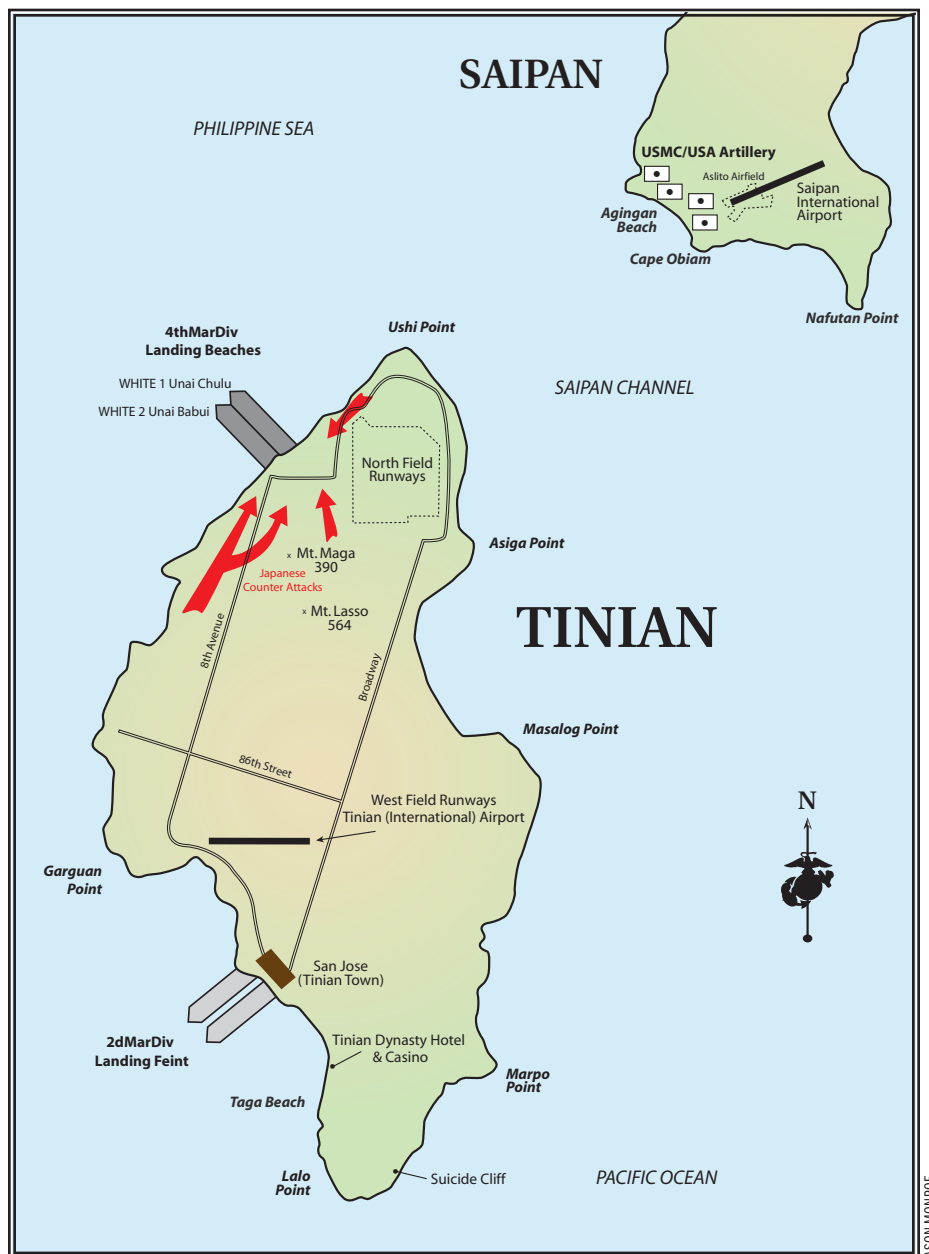 SAIPAN
PHILIPPINE SEA
USMC/USA Artillery
Aslito Airfield
Saipan
International
Airport
Agingan
Beach
Cape Obiam
Nafutan Point
Ushi Point
4thMarDiv
Landing Beaches
WHITE 1 Unai Chulu
WHITE 2 Unai Babui
SAIPAN CHANNEL
North Field
Runways
Asiga Point
Mt. Maga
390
Japanese
Counter Attacks
x Mt. Lasso
564
TINIAN
8th Avenue
Broadway
Masalog Point
86th Street
West Field Runways
Tinian (International) Airport
N
Garguan
Point
San Jose
(Tinian Town)
2dMarDiv
Landing Feint
Tinian Dynasty Hotel
& Casino
Marpo
Point
Taga Beach
Lalo
Point
Suicide Cliff
PACIFIC OCEAN